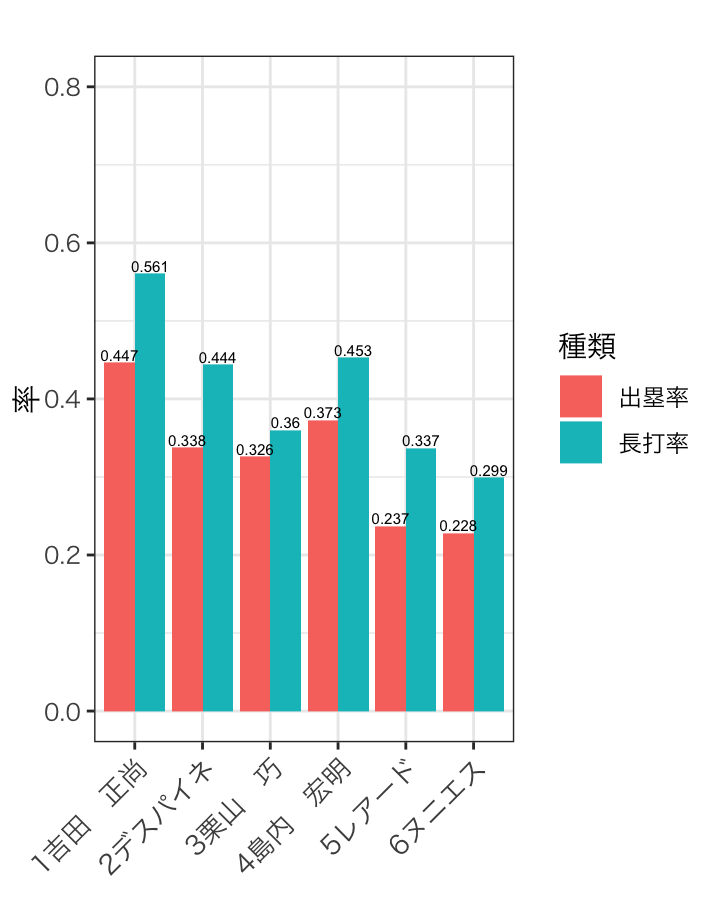 0.8
0.6
0.4
0.2
0.0
率
0.447
0.561
0.338
0.444
0.326
0.36
0.373
0.453
0.237
0.337
0.228
0.299
1吉田　正尚
2デスパイネ
3栗山　巧
4島内　宏明
5レアード
6ヌニエス
種類
出塁率
長打率